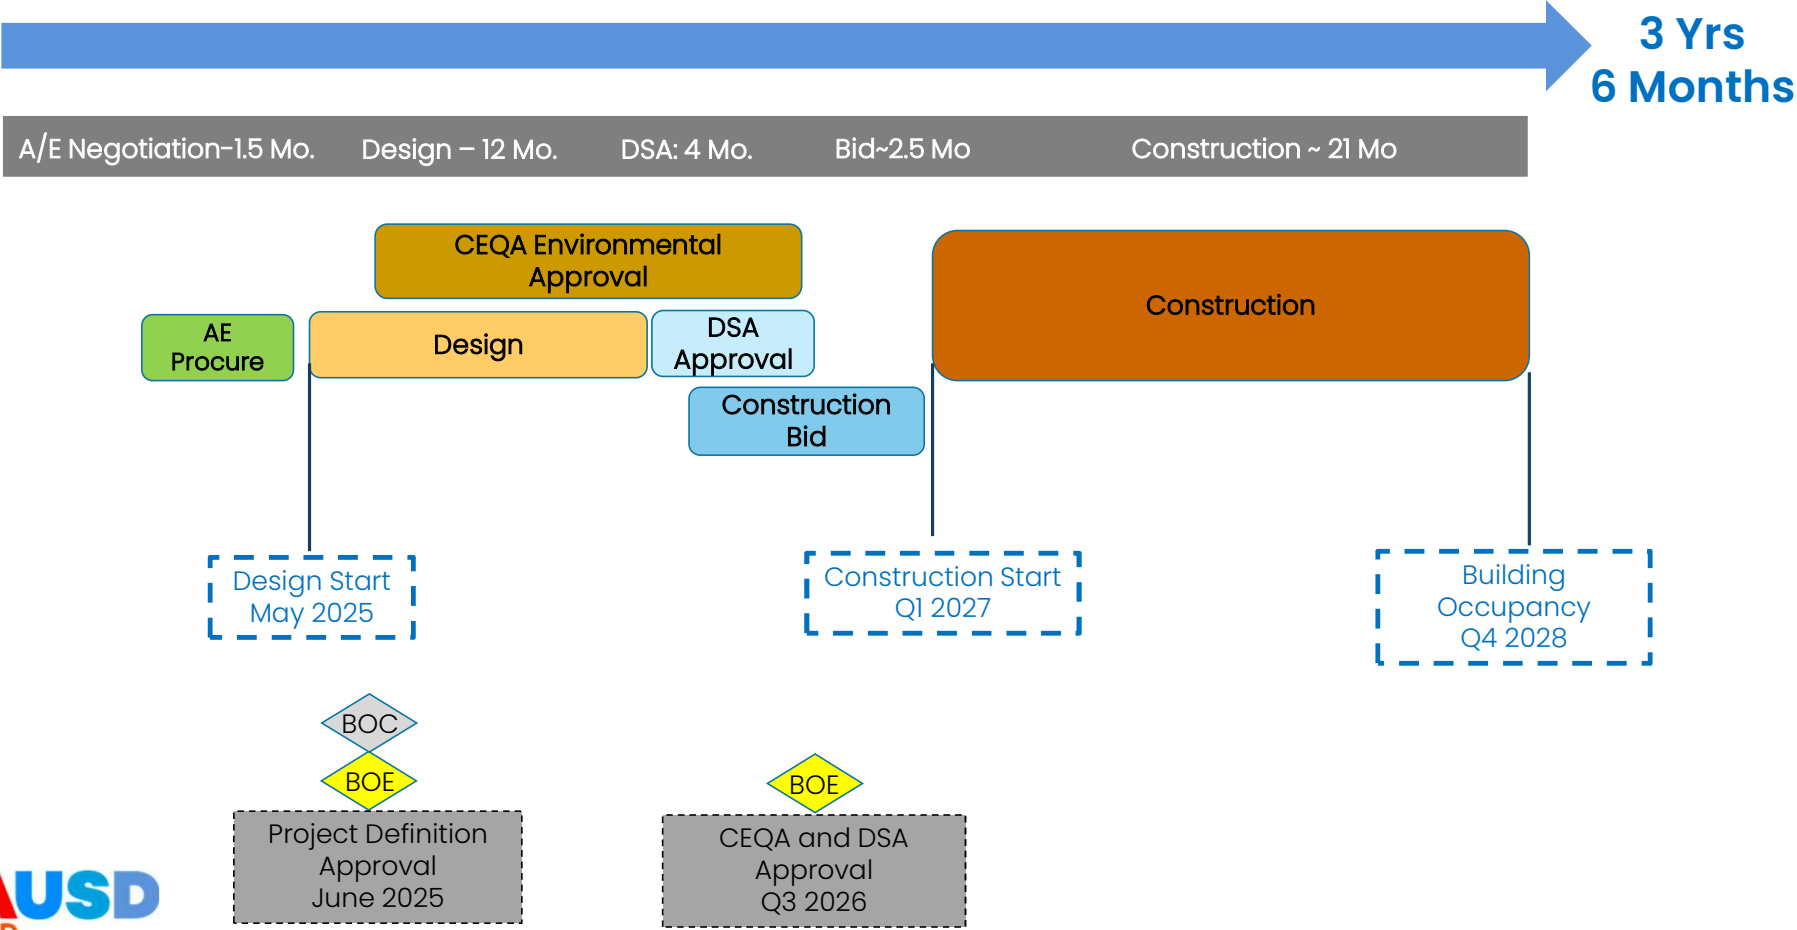 3 Yrs
6 Months
A/E Negotiation-1.5 Mo.
Design – 12 Mo.
DSA: 4 Mo.
Bid~2.5 Mo
Construction ~ 21 Mo
CEQA Environmental
Approval
AE
Procure
Design
DSA
Approval
Construction
Construction
Bid
Design Start
May 2025
Construction Start
Q1 2027
Building
Occupancy
Q4 2028
BOC
BOE
Project Definition
Approval
June 2025
BOE
CEQA and DSA
Approval
Q3 2026
USD